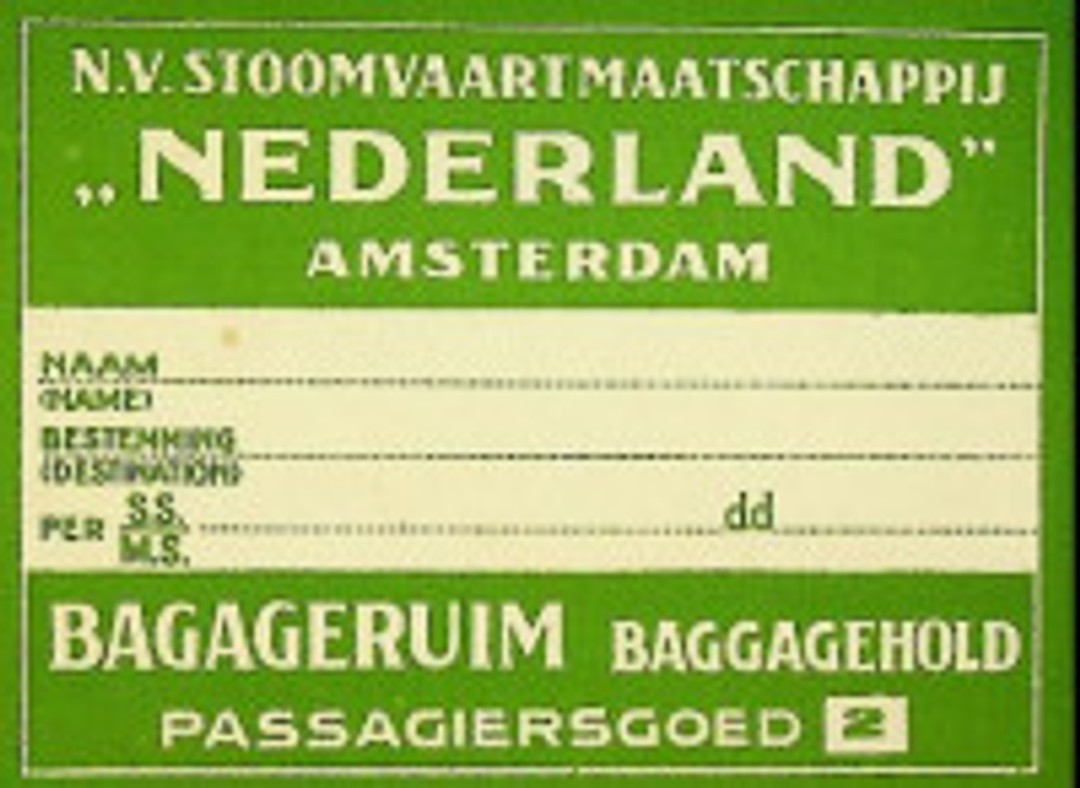 N.V. STOOMVAARTMAATSCHAPPIJ
„NEDERLAND”
AMSTERDAM
NAAM
(NAME)
BESTEMMING
(DESTINATION)
PER S.S. dd
M.S.
BAGAGERUIM BAGGAGEHOLD
PASSAGIERSGOED 2